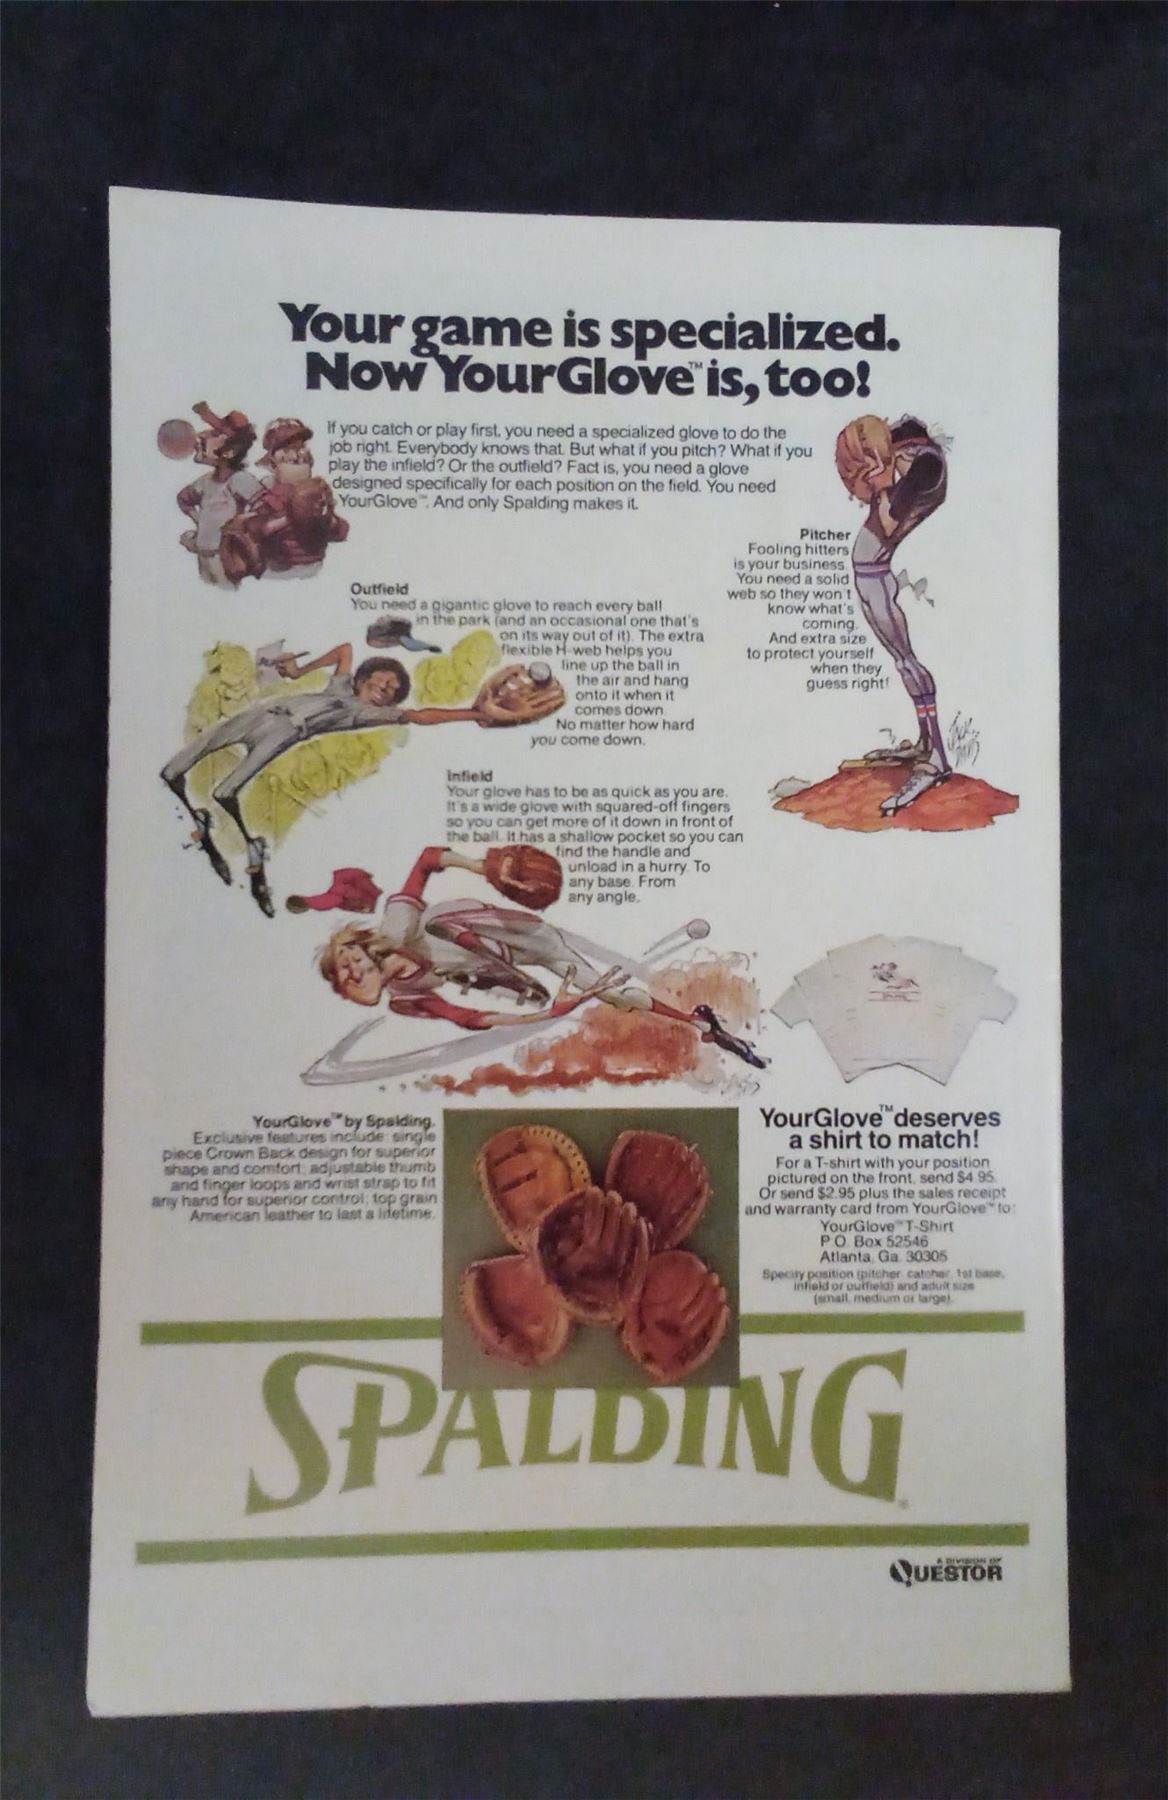 Your game is specialized.
Now YourGlove™ is, too!
If you catch or play first, you need a specialized glove to do the
job right. Everybody knows that. But what if you pitch? What if you
play the infield? Or the outfield? Fact is, you need a glove
designed specifically for each position on the field. You need
YourGlove™. And only Spalding makes it.
Pitcher
Fooling hitters
is your business.
You need a solid
web so they won't
know what's
coming.
And extra size
to protect yourself
when they
guess right!
Outfield
You need a gigantic glove to reach every ball
in the park (and an occasional one that's
on its way out of it). The extra
flexible H-web helps you
line up the ball in
the air and hang
onto it when it
comes down.
No matter how hard
you come down.
JACK DAVIS
Infield
Your glove has to be as quick as you are.
It's a wide glove with squared-off fingers
so you can get more of it down in front of
the ball. It has a shallow pocket so you can
find the handle and
unload in a hurry. To
any base. From
any angle.
YourGlove™ by Spalding.
Exclusive features include: single
piece Crown Back design for superior
shape and comfort; adjustable thumb
and finger loops and wrist strap to fit
any hand for superior control; top grain
American leather to last a lifetime.
YourGlove™ deserves
a shirt to match!
For a T-shirt with your position
pictured on the front, send $4.95.
Or send $2.95 plus the sales receipt
and warranty card from YourGlove™ to:
YourGlove™ T-Shirt
P.O. Box 52546
Atlanta, Ga. 30305
Specify position (pitcher, catcher, 1st base,
infield or outfield) and adult size
(small, medium or large).
SPALDING®
A DIVISION OF
QUESTOR